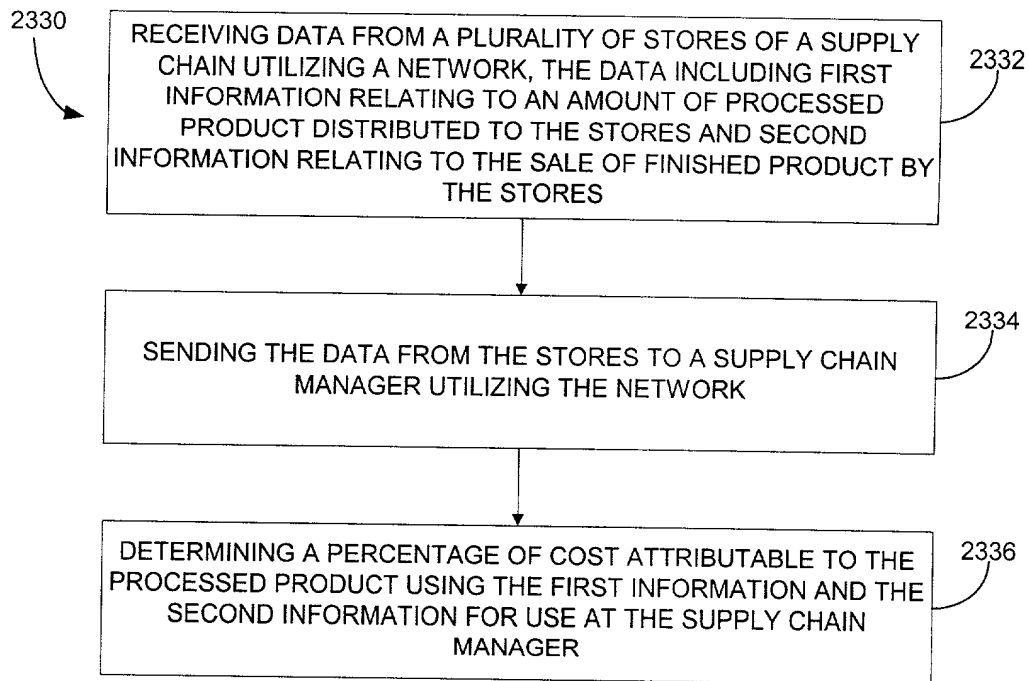 2330
RECEIVING DATA FROM A PLURALITY OF STORES OF A SUPPLY
CHAIN UTILIZING A NETWORK, THE DATA INCLUDING FIRST
INFORMATION RELATING TO AN AMOUNT OF PROCESSED
PRODUCT DISTRIBUTED TO THE STORES AND SECOND
INFORMATION RELATING TO THE SALE OF FINISHED PRODUCT BY
THE STORES
2332
SENDING THE DATA FROM THE STORES TO A SUPPLY CHAIN
MANAGER UTILIZING THE NETWORK
2334
DETERMINING A PERCENTAGE OF COST ATTRIBUTABLE TO THE
PROCESSED PRODUCT USING THE FIRST INFORMATION AND THE
SECOND INFORMATION FOR USE AT THE SUPPLY CHAIN
MANAGER
2336